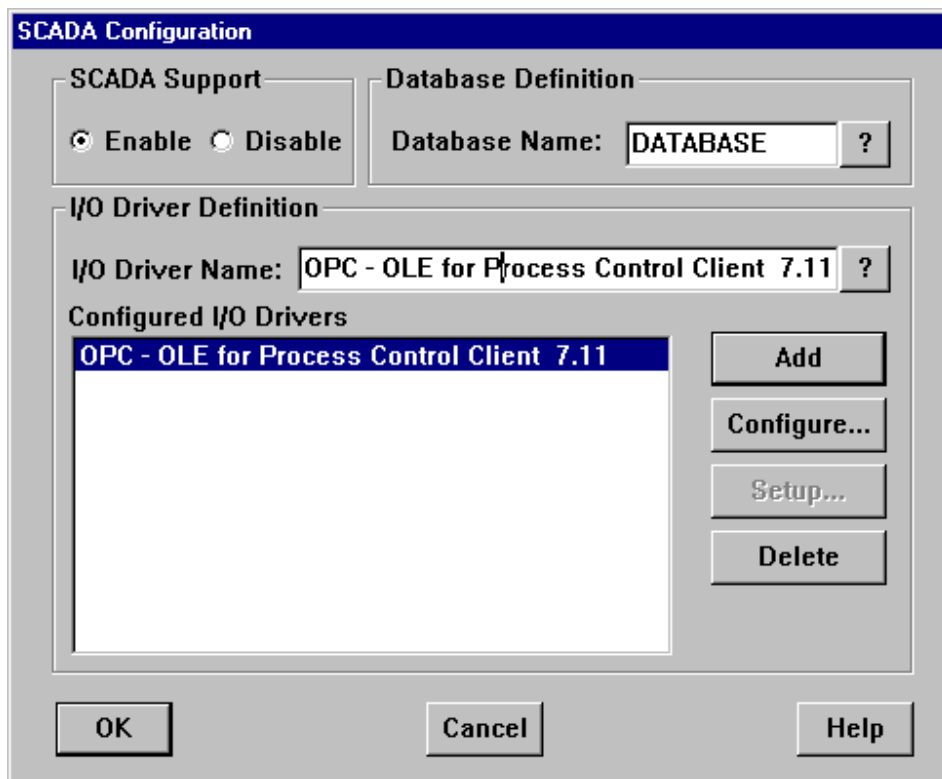 SCADA Configuration
SCADA Support
Enable Disable
Database Definition
Database Name: DATABASE ?
I/O Driver Definition
I/O Driver Name: OPC - OLE for Process Control Client 7.11 ?
Configured I/O Drivers
OPC - OLE for Process Control Client 7.11
Add
Configure...
Setup...
Delete
OK Cancel Help